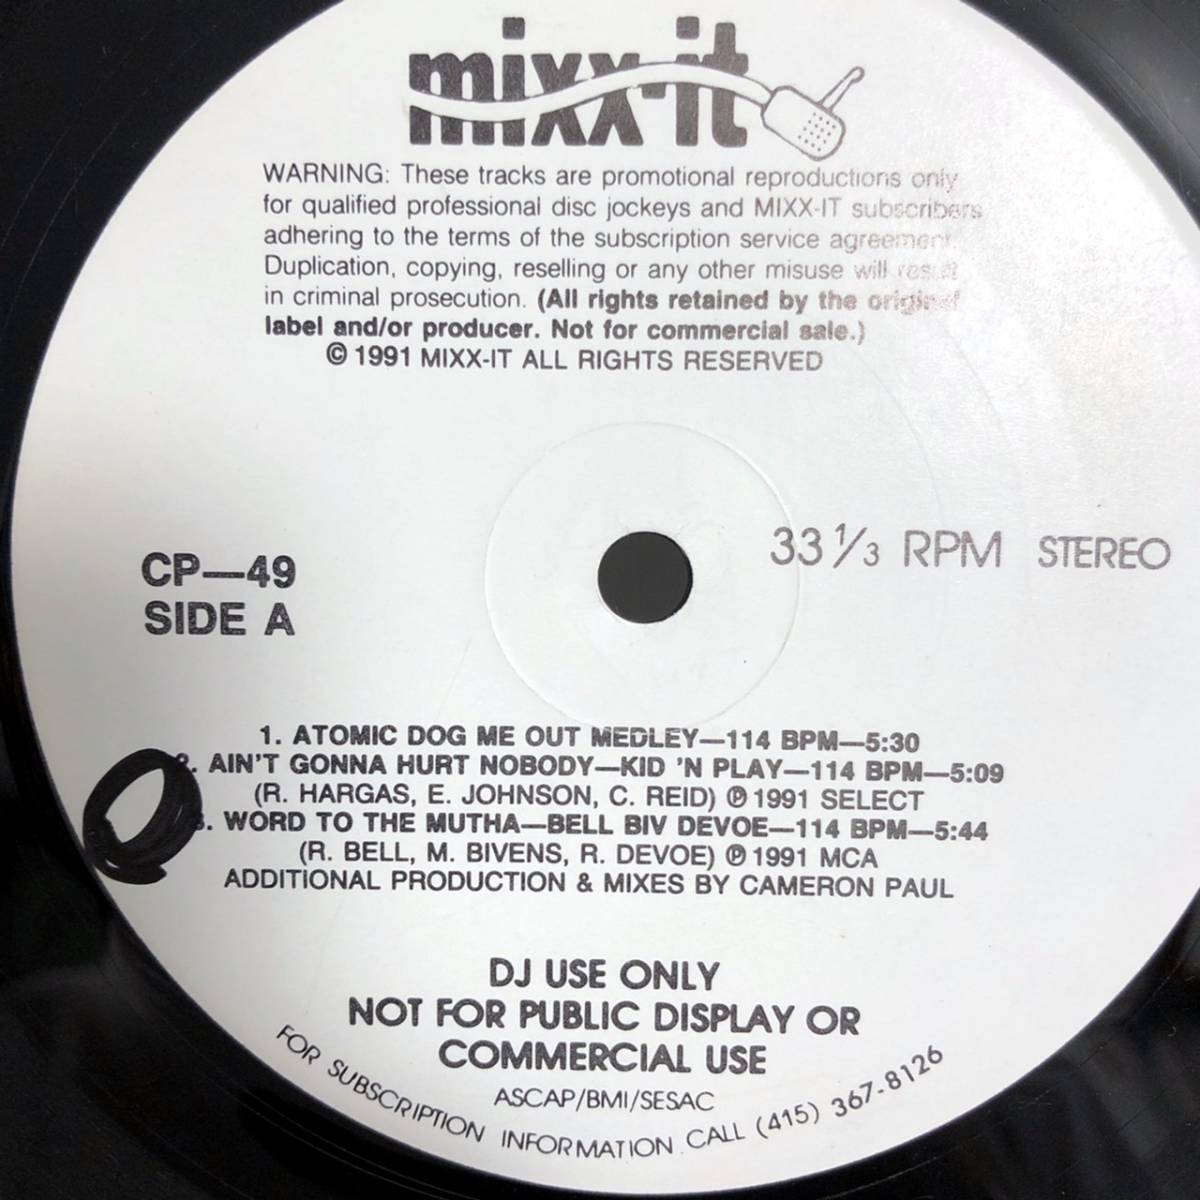 mixx-it
WARNING: These tracks are promotional reproductions only
for qualified professional disc jockeys and MIXX-IT subscribers
adhering to the terms of the subscription service agreement.
Duplication, copying, reselling or any other misuse will result
in criminal prosecution. (All rights retained by the original
label and/or producer. Not for commercial sale.)
© 1991 MIXX-IT ALL RIGHTS RESERVED
33 1/3 RPM STEREO
CP—49
SIDE A
1. ATOMIC DOG ME OUT MEDLEY—114 BPM—5:30
2. AIN'T GONNA HURT NOBODY—KID 'N PLAY—114 BPM—5:09
(R. HARGAS, E. JOHNSON, C. REID) ℗ 1991 SELECT
3. WORD TO THE MUTHA—BELL BIV DEVOE—114 BPM—5:44
(R. BELL, M. BIVENS, R. DEVOE) ℗ 1991 MCA
ADDITIONAL PRODUCTION & MIXES BY CAMERON PAUL
DJ USE ONLY
NOT FOR PUBLIC DISPLAY OR
COMMERCIAL USE
ASCAP/BMI/SESAC
FOR SUBSCRIPTION INFORMATION CALL (415) 367-8126